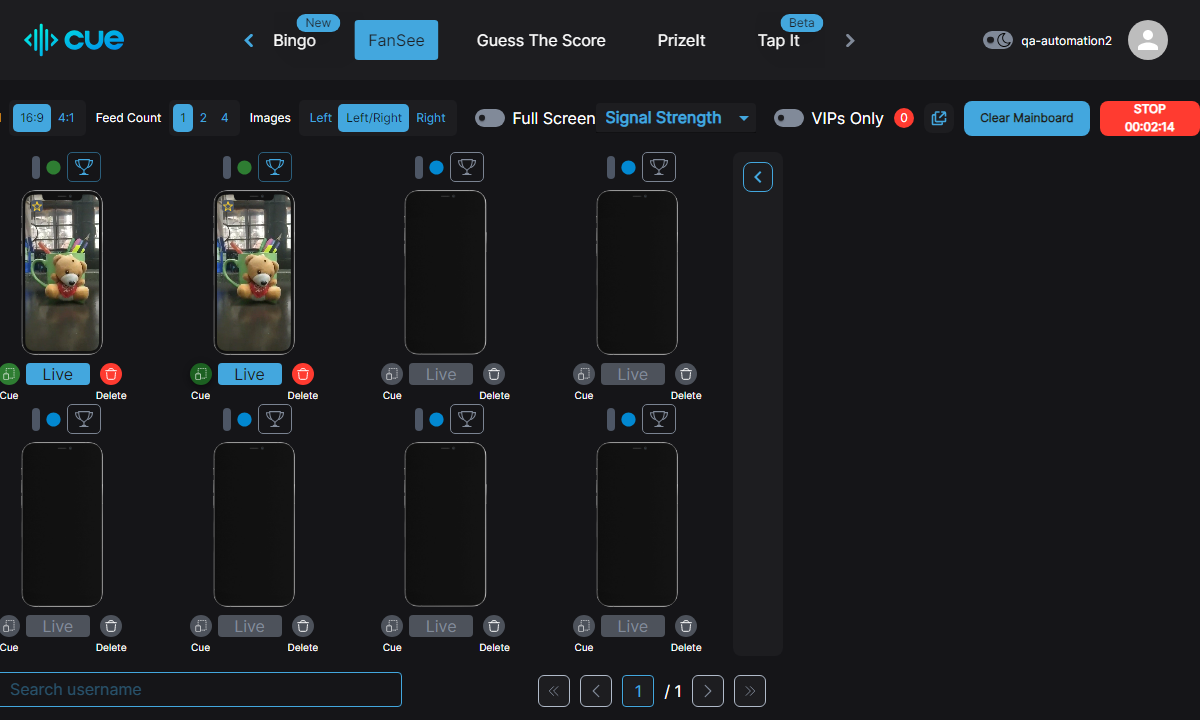 cue
Bingo
New
FanSee
Guess The Score
PrizeIt
Tap It
Beta
qa-automation2
16:9
4:1
Feed Count
1
2
4
Images
Left
Left/Right
Right
Full Screen
Signal Strength
VIPs Only
0
Clear Mainboard
STOP
00:02:14
Live
Live
Live
Live
Cue
Delete
Cue
Delete
Cue
Delete
Cue
Delete
Live
Live
Live
Live
Cue
Delete
Cue
Delete
Cue
Delete
Cue
Delete
Search username
1
/ 1